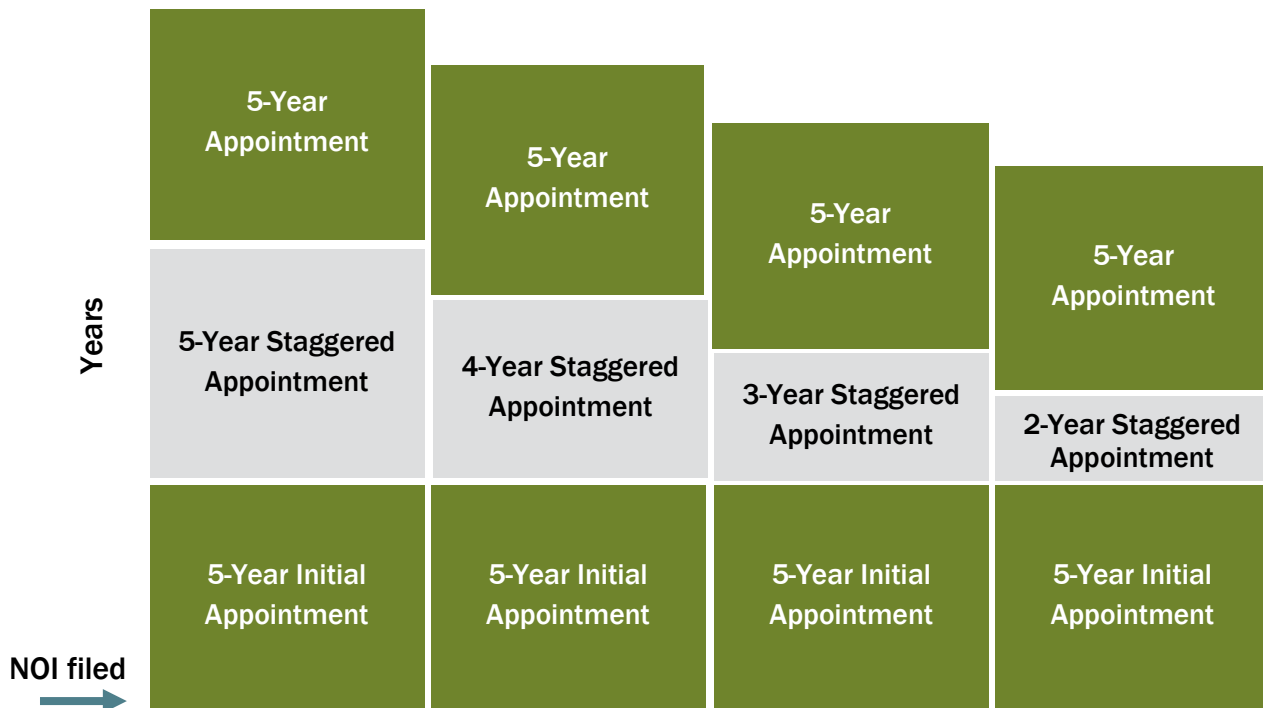 5-Year
Appointment
5-Year
Appointment
5-Year
Appointment
5-Year
Appointment
Years
5-Year Staggered
Appointment
4-Year Staggered
Appointment
3-Year Staggered
Appointment
2-Year Staggered
Appointment
5-Year Initial
Appointment
5-Year Initial
Appointment
5-Year Initial
Appointment
5-Year Initial
Appointment
NOI filed